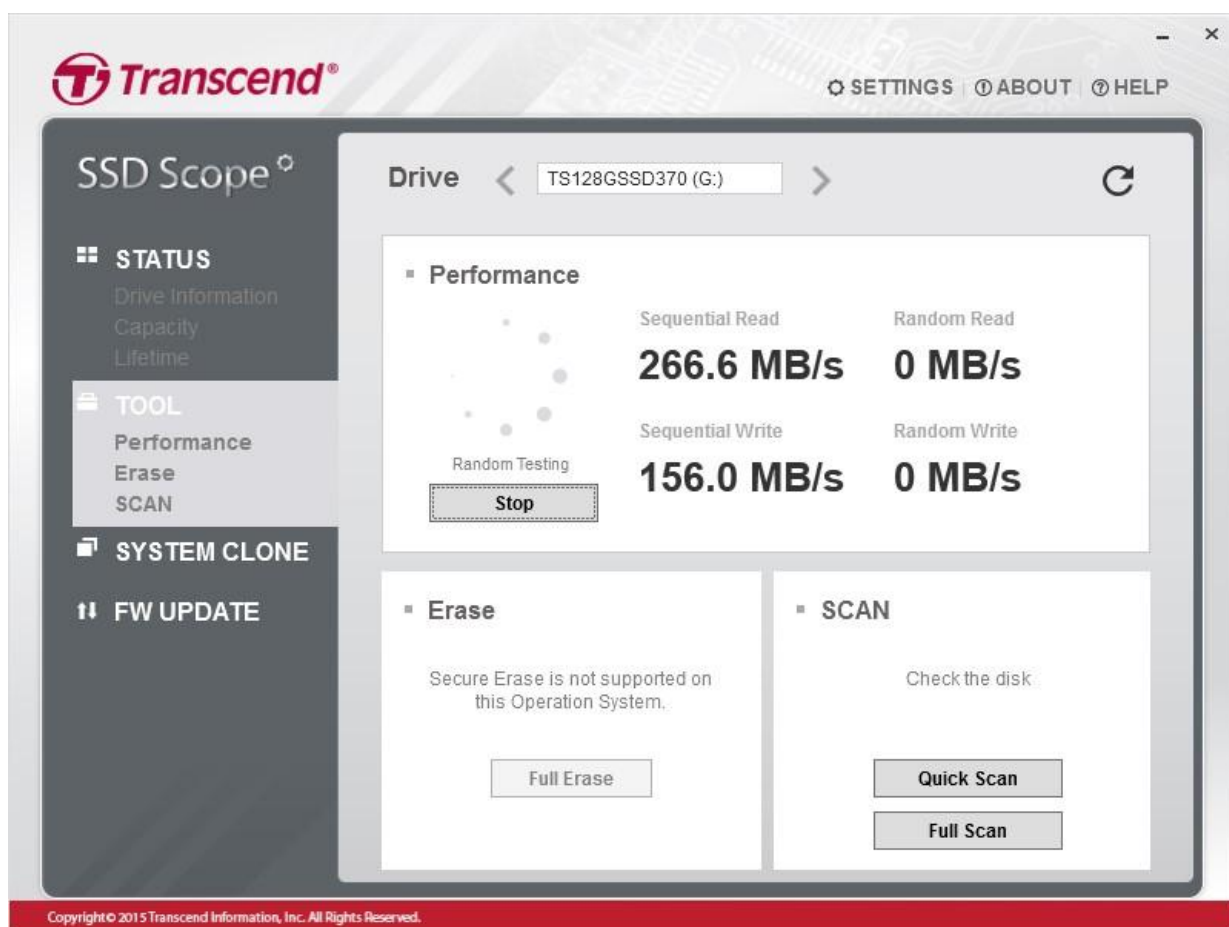 Transcend®
SETTINGS | ABOUT | HELP
SSD Scope
Drive
TS128GSSD370 (G:)
STATUS
Drive Information
Capacity
Lifetime
TOOL
Performance
Erase
SCAN
SYSTEM CLONE
FW UPDATE
Performance
Sequential Read
Random Read
266.6 MB/s
0 MB/s
Sequential Write
Random Write
156.0 MB/s
0 MB/s
Random Testing
Stop
Erase
Secure Erase is not supported on
this Operation System.
Full Erase
SCAN
Check the disk
Quick Scan
Full Scan
Copyright© 2015 Transcend Information, Inc. All Rights Reserved.